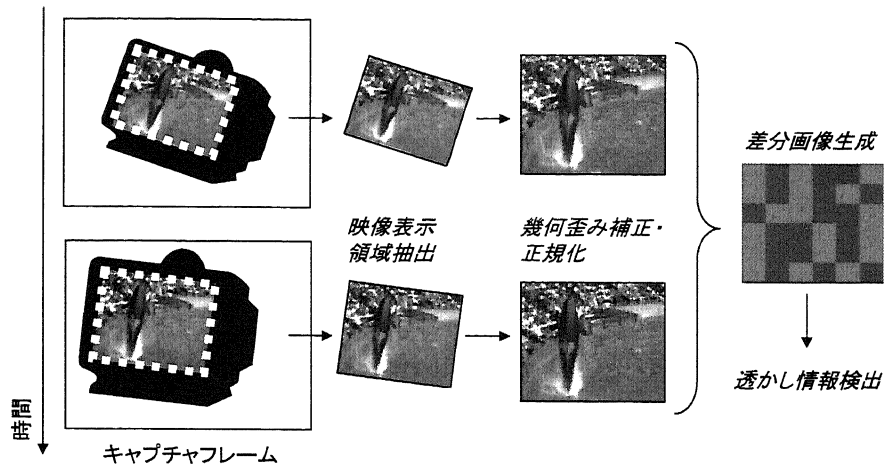 差分画像生成
映像表示
領域抽出
幾何歪み補正・
正規化
透かし情報検出
時間
キャプチャフレーム